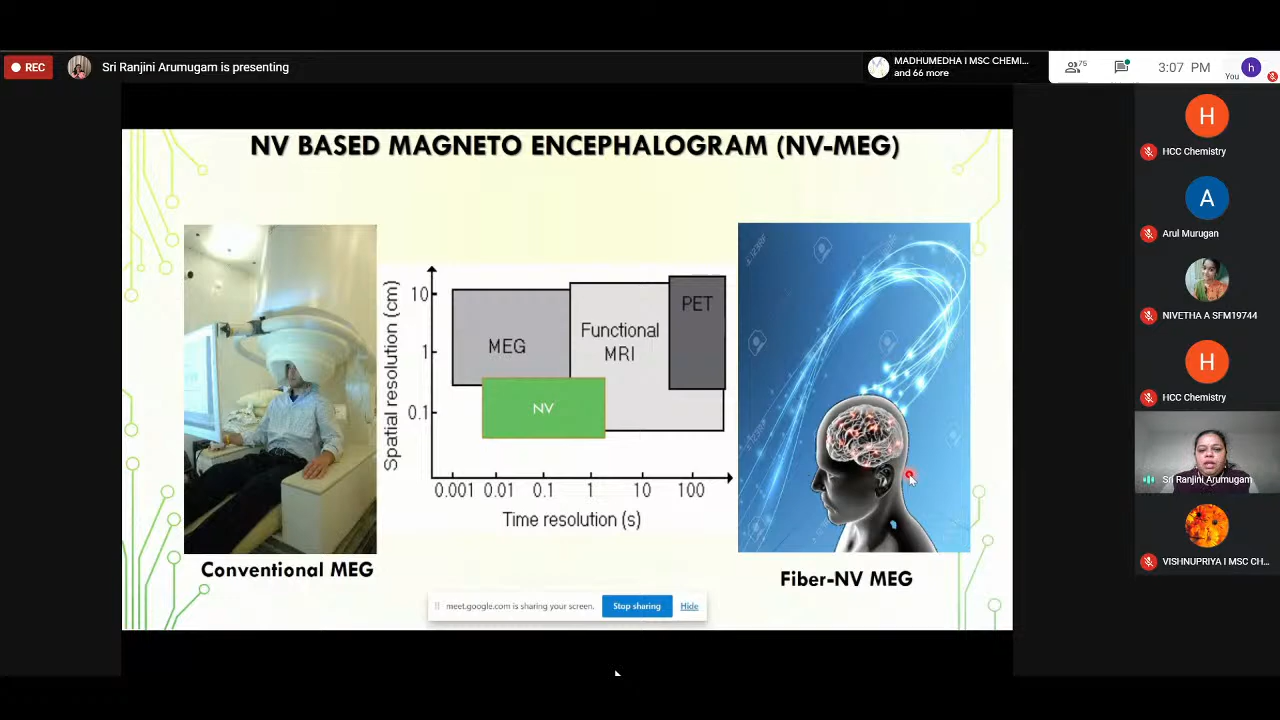 REC
Sri Ranjini Arumugam is presenting
MADHUMEDHA I MSC CHEMI...
and 66 more
75
3:07 PM
You
h
NV BASED MAGNETO ENCEPHALOGRAM (NV-MEG)
H
HCC Chemistry
A
Arul Murugan
NIVETHA A SFM19744
H
HCC Chemistry
Sri Ranjini Arumugam
VISHNUPRIYA I MSC CH...
Spatial resolution (cm)
10
1
0.1
MEG
Functional
MRI
PET
NV
0.001 0.01 0.1 1 10 100
Time resolution (s)
123RF
Conventional MEG
Fiber-NV MEG
meet.google.com is sharing your screen.
Stop sharing
Hide